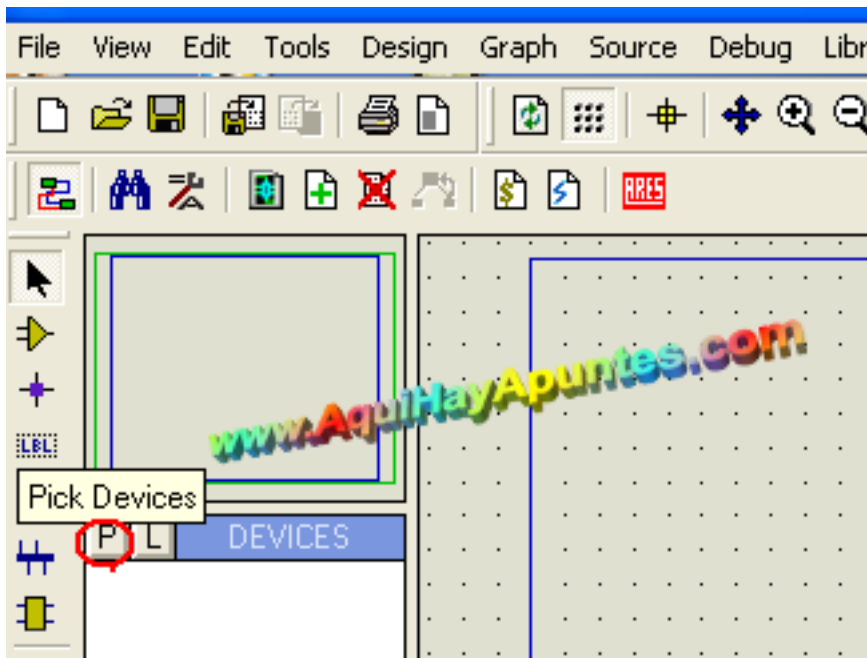 File View Edit Tools Design Graph Source Debug Libr
ARES
LBL
www.AquiHayApuntes.com
Pick Devices
P L DEVICES